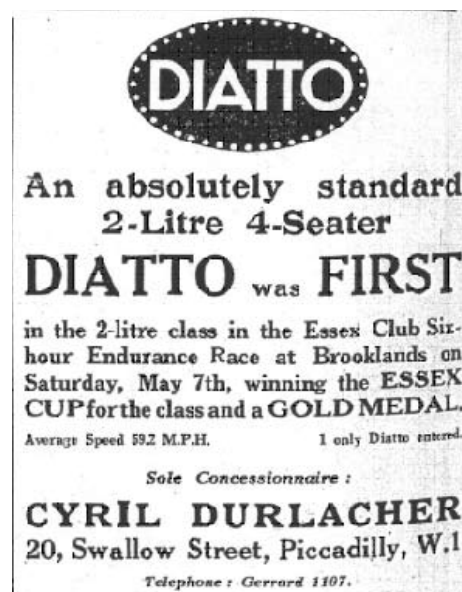 DIATTO
An absolutely standard
2-Litre 4-Seater
DIATTO was FIRST
in the 2-litre class in the Essex Club Six-
hour Endurance Race at Brooklands on
Saturday, May 7th, winning the ESSEX
CUP for the class and a GOLD MEDAL.
Average Speed 59.2 M.P.H. 1 only Diatto entered.
Sole Concessionnaire :
CYRIL DURLACHER
20, Swallow Street, Piccadilly, W.1
Telephone : Gerrard 1107.